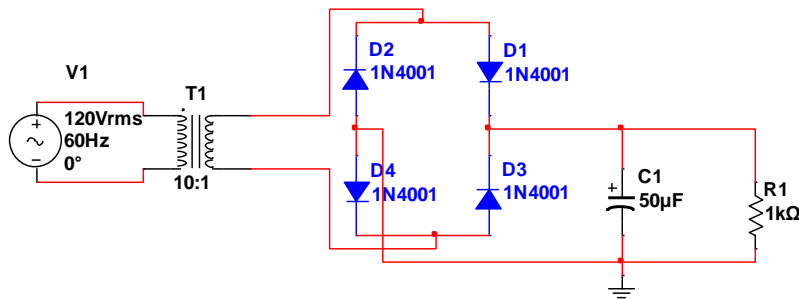 V1
120Vrms
60Hz
0°
T1
10:1
D2
1N4001
D1
1N4001
D4
1N4001
D3
1N4001
C1
50µF
R1
1kΩ